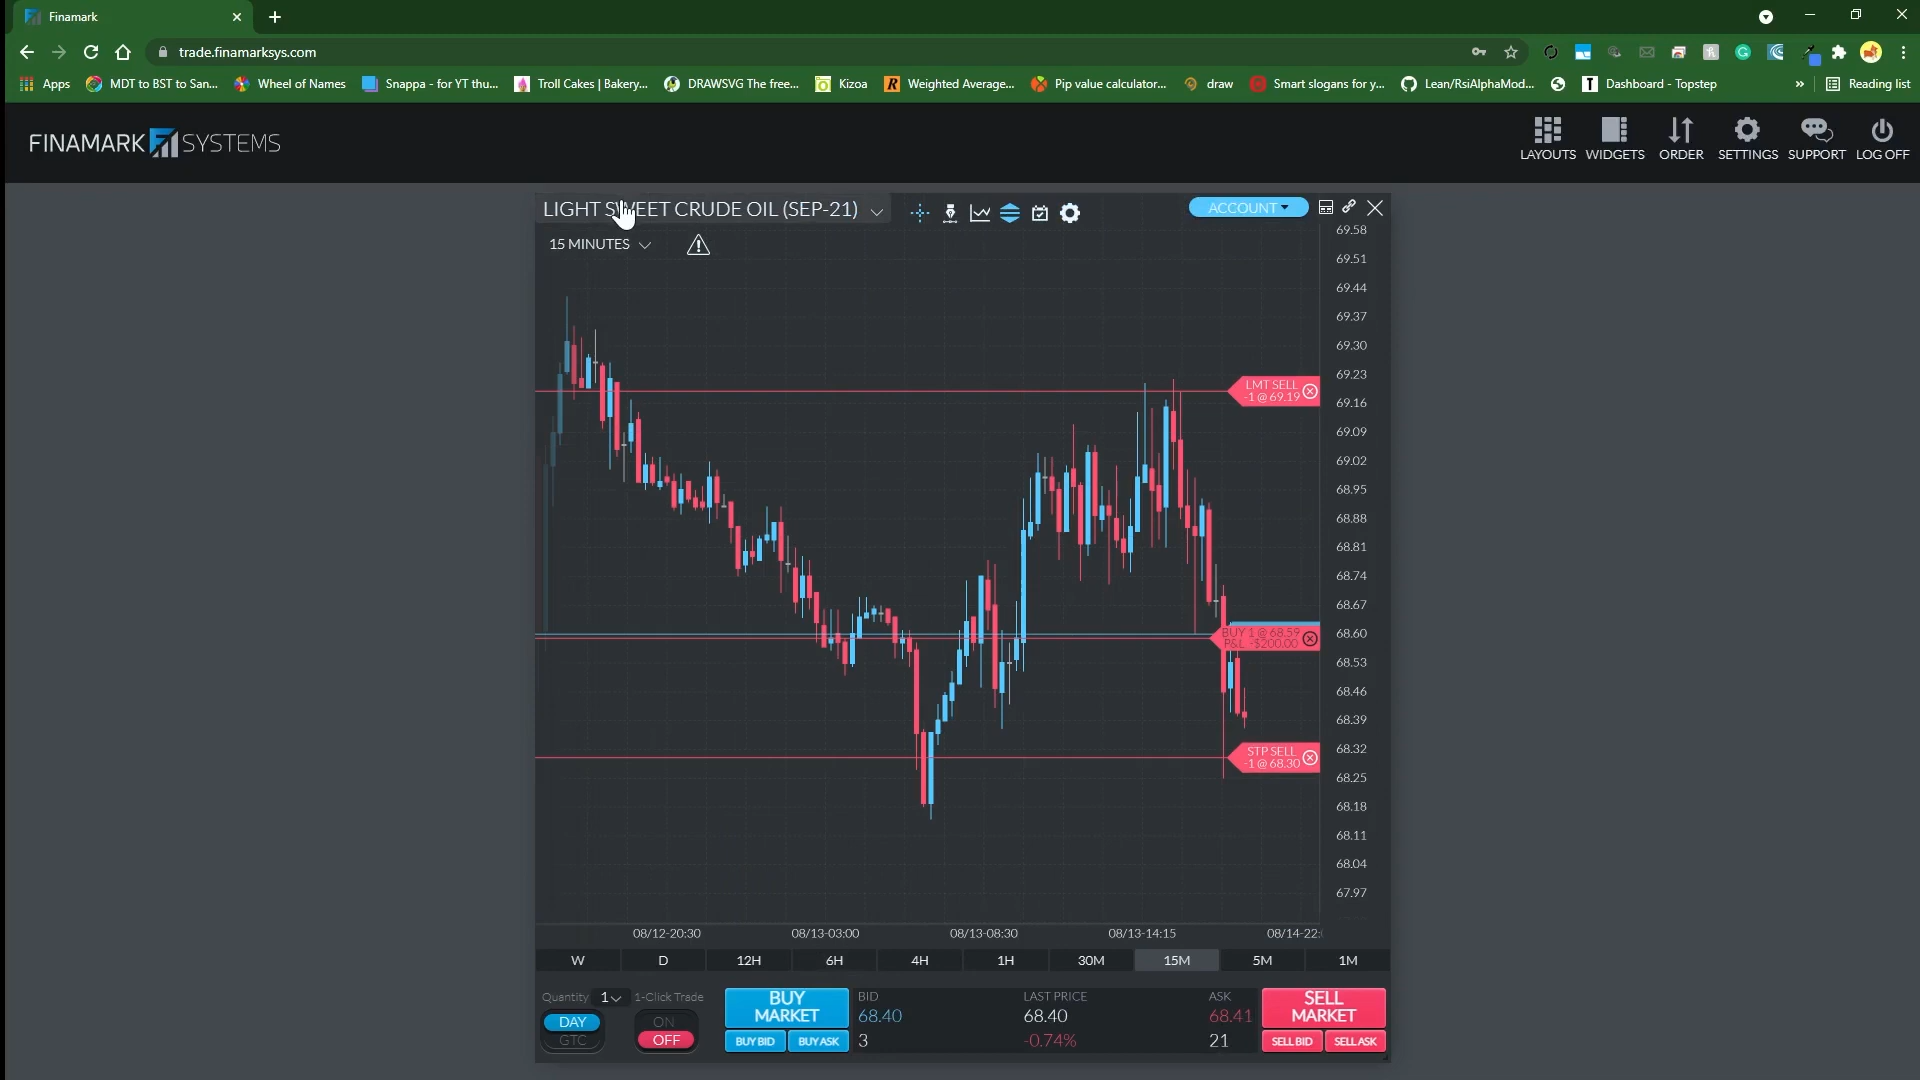 Finamark
trade.finamarksys.com
Apps
MDT to BST to San...
Wheel of Names
Snappa - for YT thu...
Troll Cakes | Bakery...
DRAWSVG The free...
Kizoa
Weighted Average...
Pip value calculator...
draw
Smart slogans for y...
Lean/RsiAlphaMod...
Dashboard - Topstep
»
Reading list
FINAMARK SYSTEMS
LAYOUTS
WIDGETS
ORDER
SETTINGS
SUPPORT
LOG OFF
LIGHT SWEET CRUDE OIL (SEP-21)
ACCOUNT
15 MINUTES
69.58
69.51
69.44
69.37
69.30
69.23
69.16
69.09
69.02
68.95
68.88
68.81
68.74
68.67
68.60
68.53
68.46
68.39
68.32
68.25
68.18
68.11
68.04
67.97
LMT SELL
-1 @ 69.19
BUY 1 @ 68.59
P&L -$200.00
STP SELL
-1 @ 68.30
08/12-20:30
08/13-03:00
08/13-08:30
08/13-14:15
08/14-22:
W
D
12H
6H
4H
1H
30M
15M
5M
1M
Quantity 1
1-Click Trade
DAY
GTC
ON
OFF
BUY
MARKET
BUY BID
BUY ASK
BID
68.40
3
LAST PRICE
68.40
-0.74%
ASK
68.41
21
SELL
MARKET
SELL BID
SELL ASK